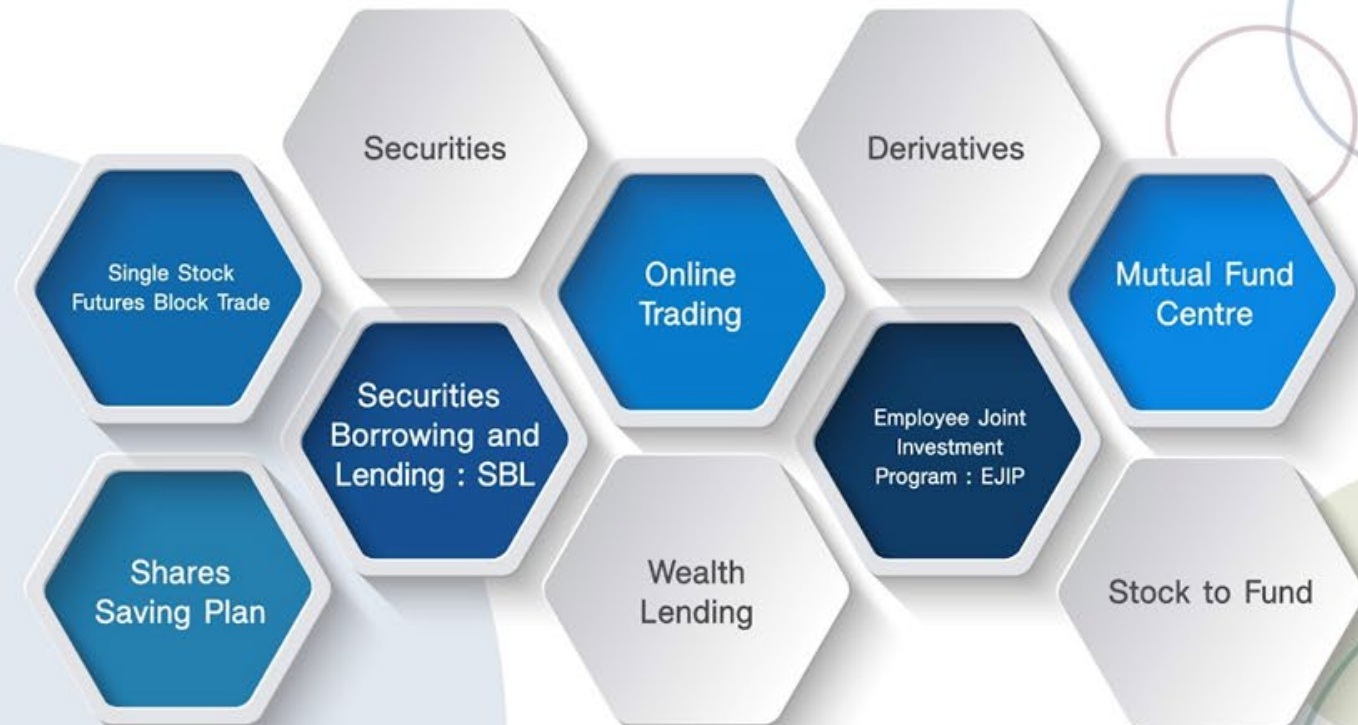 Securities
Derivatives
Single Stock
Futures Block Trade
Online
Trading
Mutual Fund
Centre
Securities
Borrowing and
Lending : SBL
Employee Joint
Investment
Program : EJIP
Shares
Saving Plan
Wealth
Lending
Stock to Fund